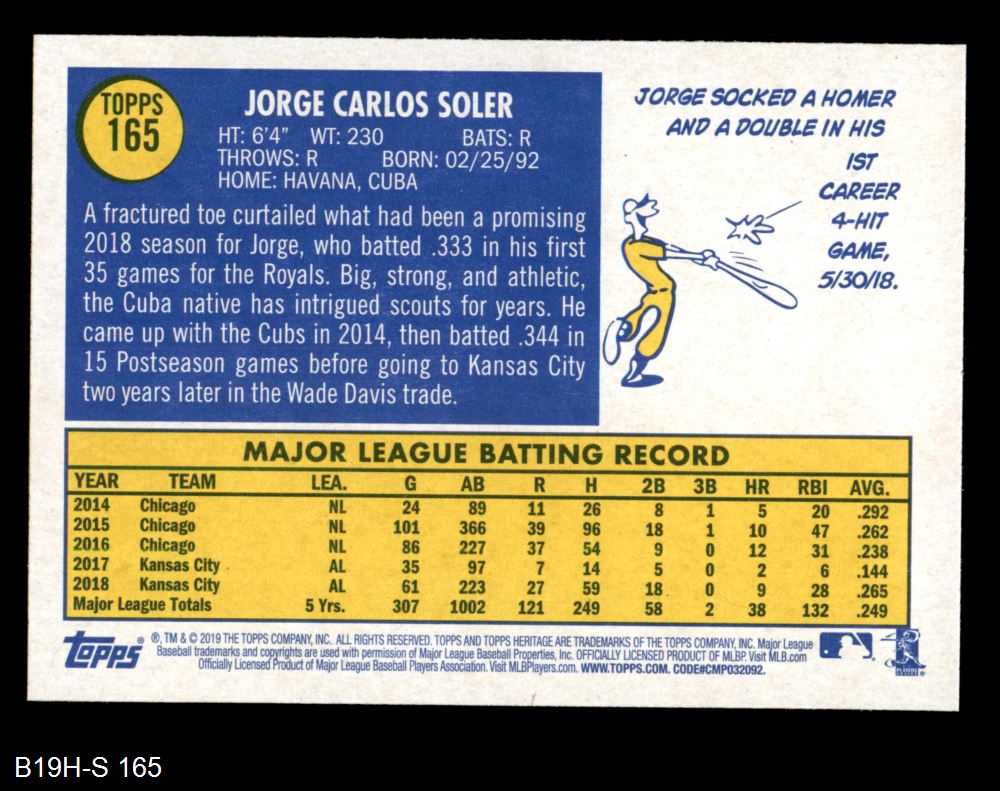 TOPPS
165
JORGE CARLOS SOLER
HT: 6'4" WT: 230 BATS: R
THROWS: R BORN: 02/25/92
HOME: HAVANA, CUBA
A fractured toe curtailed what had been a promising
2018 season for Jorge, who batted .333 in his first
35 games for the Royals. Big, strong, and athletic,
the Cuba native has intrigued scouts for years. He
came up with the Cubs in 2014, then batted .344 in
15 Postseason games before going to Kansas City
two years later in the Wade Davis trade.
JORGE SOCKED A HOMER
AND A DOUBLE IN HIS
1ST
CAREER
4-HIT
GAME,
5/30/18.
MAJOR LEAGUE BATTING RECORD
YEAR TEAM LEA. G AB R H 2B 3B HR RBI AVG.
2014 Chicago NL 24 89 11 26 8 1 5 20 .292
2015 Chicago NL 101 366 39 96 18 1 10 47 .262
2016 Chicago NL 86 227 37 54 9 0 12 31 .238
2017 Kansas City AL 35 97 7 14 5 0 2 6 .144
2018 Kansas City AL 61 223 27 59 18 0 9 28 .265
Major League Totals 5 Yrs. 307 1002 121 249 58 2 38 132 .249
Topps ® ®, TM & © 2019 THE TOPPS COMPANY, INC. ALL RIGHTS RESERVED. TOPPS AND TOPPS HERITAGE ARE TRADEMARKS OF THE TOPPS COMPANY, INC. Major League
Baseball trademarks and copyrights are used with permission of Major League Baseball Properties, Inc. OFFICIALLY LICENSED PRODUCT OF MLBP. Visit MLB.com
Officially Licensed Product of Major League Baseball Players Association. Visit MLBPlayers.com. WWW.TOPPS.COM. CODE#CMP032092.
B19H-S 165